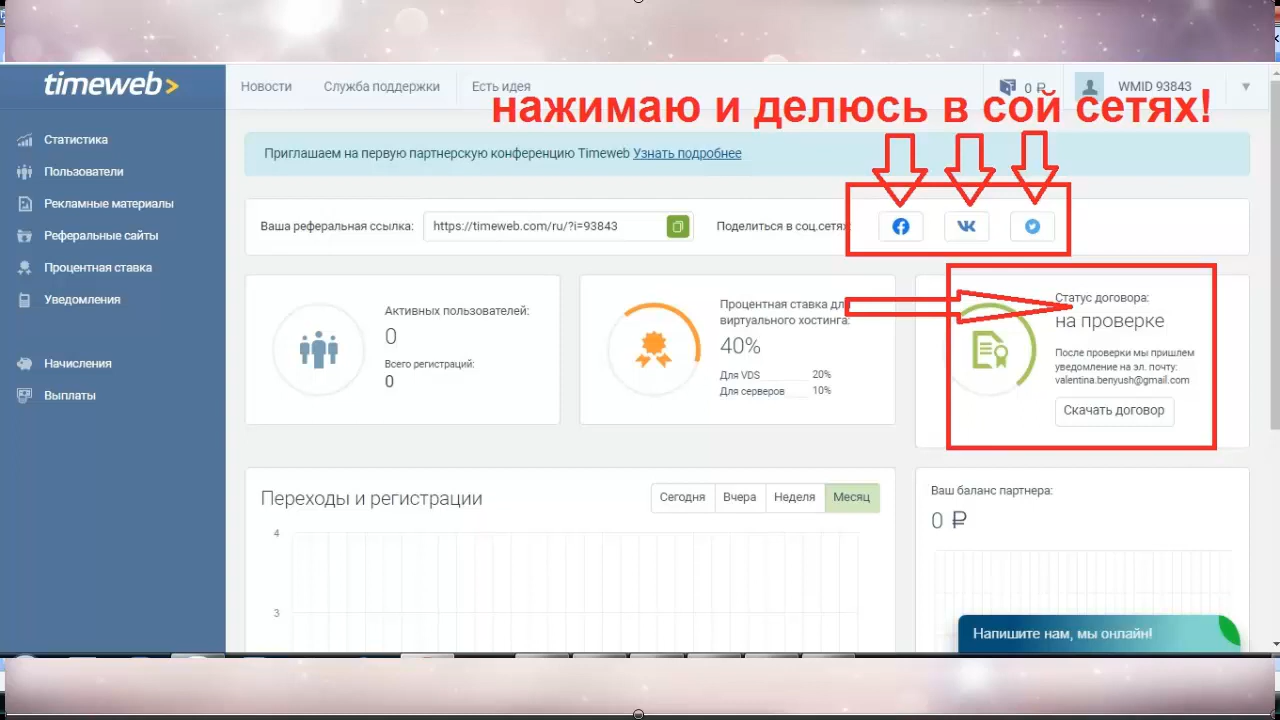 timeweb>
Новости
Служба поддержки
Есть идея
0 ₽
WMID 93843
нажимаю и делюсь в сой сетях!
Статистика
Пользователи
Рекламные материалы
Реферальные сайты
Процентная ставка
Уведомления
Начисления
Выплаты
Приглашаем на первую партнерскую конференцию Timeweb Узнать подробнее
Ваша реферальная ссылка:
https://timeweb.com/ru/?i=93843
Поделиться в соц.сетях
Активных пользователей:
0
Всего регистраций:
0
Процентная ставка для
виртуального хостинга:
40%
Для VDS 20%
Для серверов 10%
Статус договора:
на проверке
После проверки мы пришлем
уведомление на эл. почту:
valentina.benyush@gmail.com
Скачать договор
Переходы и регистрации
Сегодня
Вчера
Неделя
Месяц
4
3
Ваш баланс партнера:
0 ₽
Напишите нам, мы онлайн!